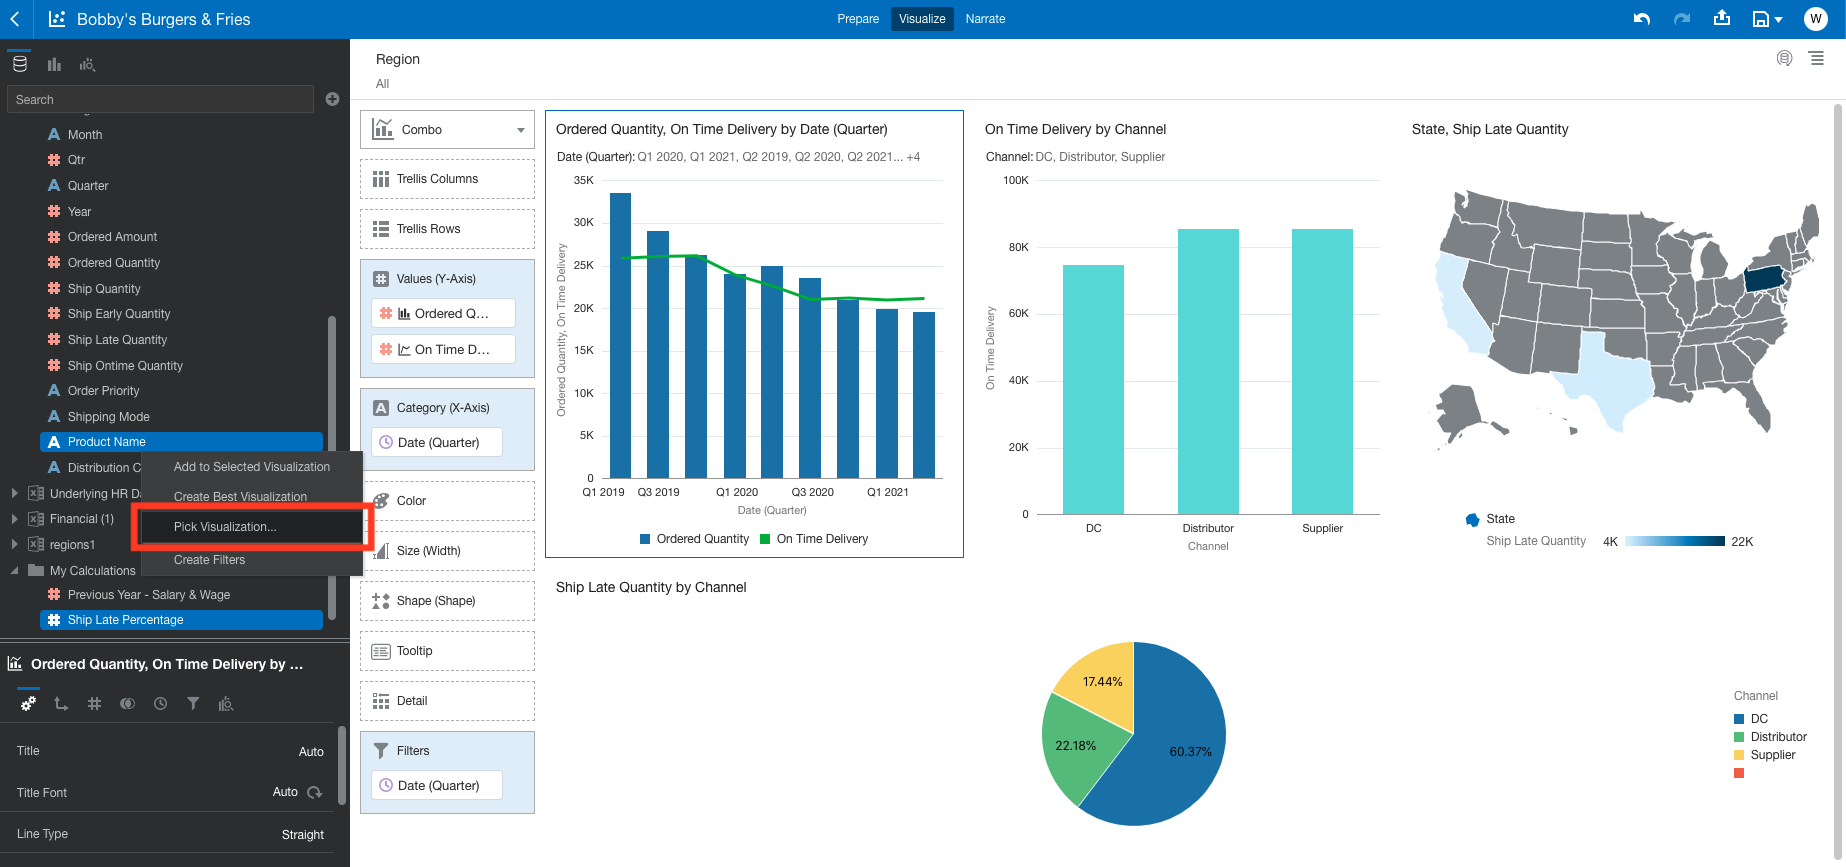 Bobby's Burgers & Fries
Prepare
Visualize
Narrate
W
Search
Month
Qtr
Quarter
Year
Ordered Amount
Ordered Quantity
Ship Quantity
Ship Early Quantity
Ship Late Quantity
Ship Ontime Quantity
Order Priority
Shipping Mode
Product Name
Distribution C
Underlying HR Da
Financial (1)
regions1
My Calculations
Previous Year - Salary & Wage
Ship Late Percentage
Add to Selected Visualization
Create Best Visualization
Pick Visualization...
Create Filters
Ordered Quantity, On Time Delivery by ...
Title
Auto
Title Font
Auto
Line Type
Straight
Region
All
Combo
Trellis Columns
Trellis Rows
Values (Y-Axis)
Ordered Q...
On Time D...
Category (X-Axis)
Date (Quarter)
Color
Size (Width)
Shape (Shape)
Tooltip
Detail
Filters
Date (Quarter)
Ordered Quantity, On Time Delivery by Date (Quarter)
Date (Quarter): Q1 2020, Q1 2021, Q2 2019, Q2 2020, Q2 2021... +4
35K
30K
25K
20K
15K
10K
5K
0
Ordered Quantity, On Time Delivery
Q1 2019
Q3 2019
Q1 2020
Q3 2020
Q1 2021
Date (Quarter)
Ordered Quantity
On Time Delivery
On Time Delivery by Channel
Channel: DC, Distributor, Supplier
100K
80K
60K
40K
20K
0
On Time Delivery
DC
Distributor
Supplier
Channel
State, Ship Late Quantity
State
Ship Late Quantity
4K
22K
Ship Late Quantity by Channel
17.44%
22.18%
60.37%
Channel
DC
Distributor
Supplier